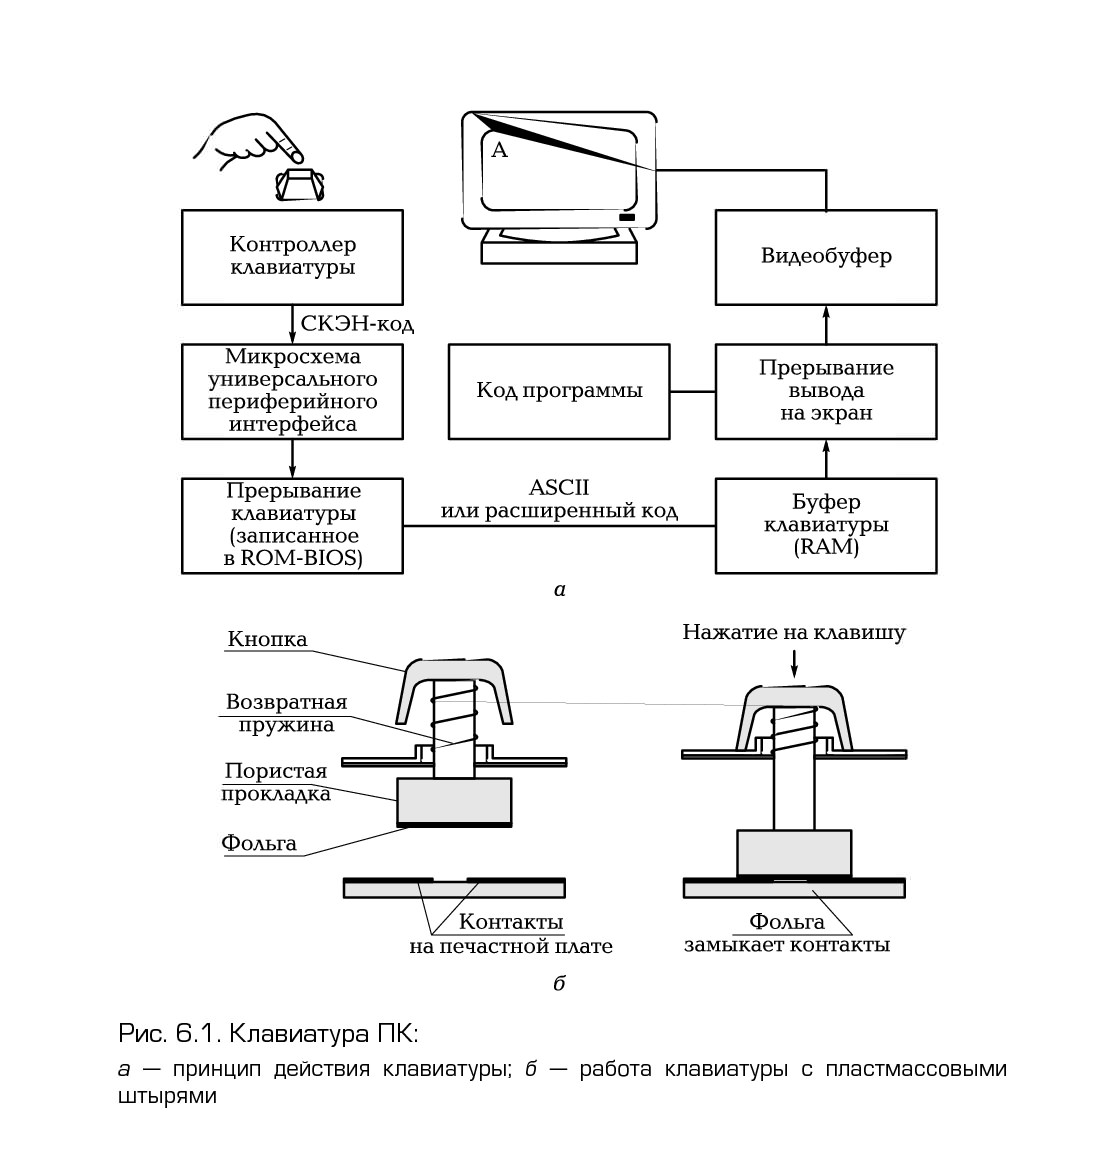 A
Контроллер
клавиатуры
Видеобуфер
СКЭН-код
Микросхема
универсального
периферийного
интерфейса
Код программы
Прерывание
вывода
на экран
Прерывание
клавиатуры
(записанное
в ROM-BIOS)
ASCII
или расширенный код
Буфер
клавиатуры
(RAM)
а
Кнопка
Нажатие на клавишу
Возвратная
пружина
Пористая
прокладка
Фольга
Контакты
на печастной плате
Фольга
замыкает контакты
б
Рис. 6.1. Клавиатура ПК:
а — принцип действия клавиатуры; б — работа клавиатуры с пластмассовыми
штырями